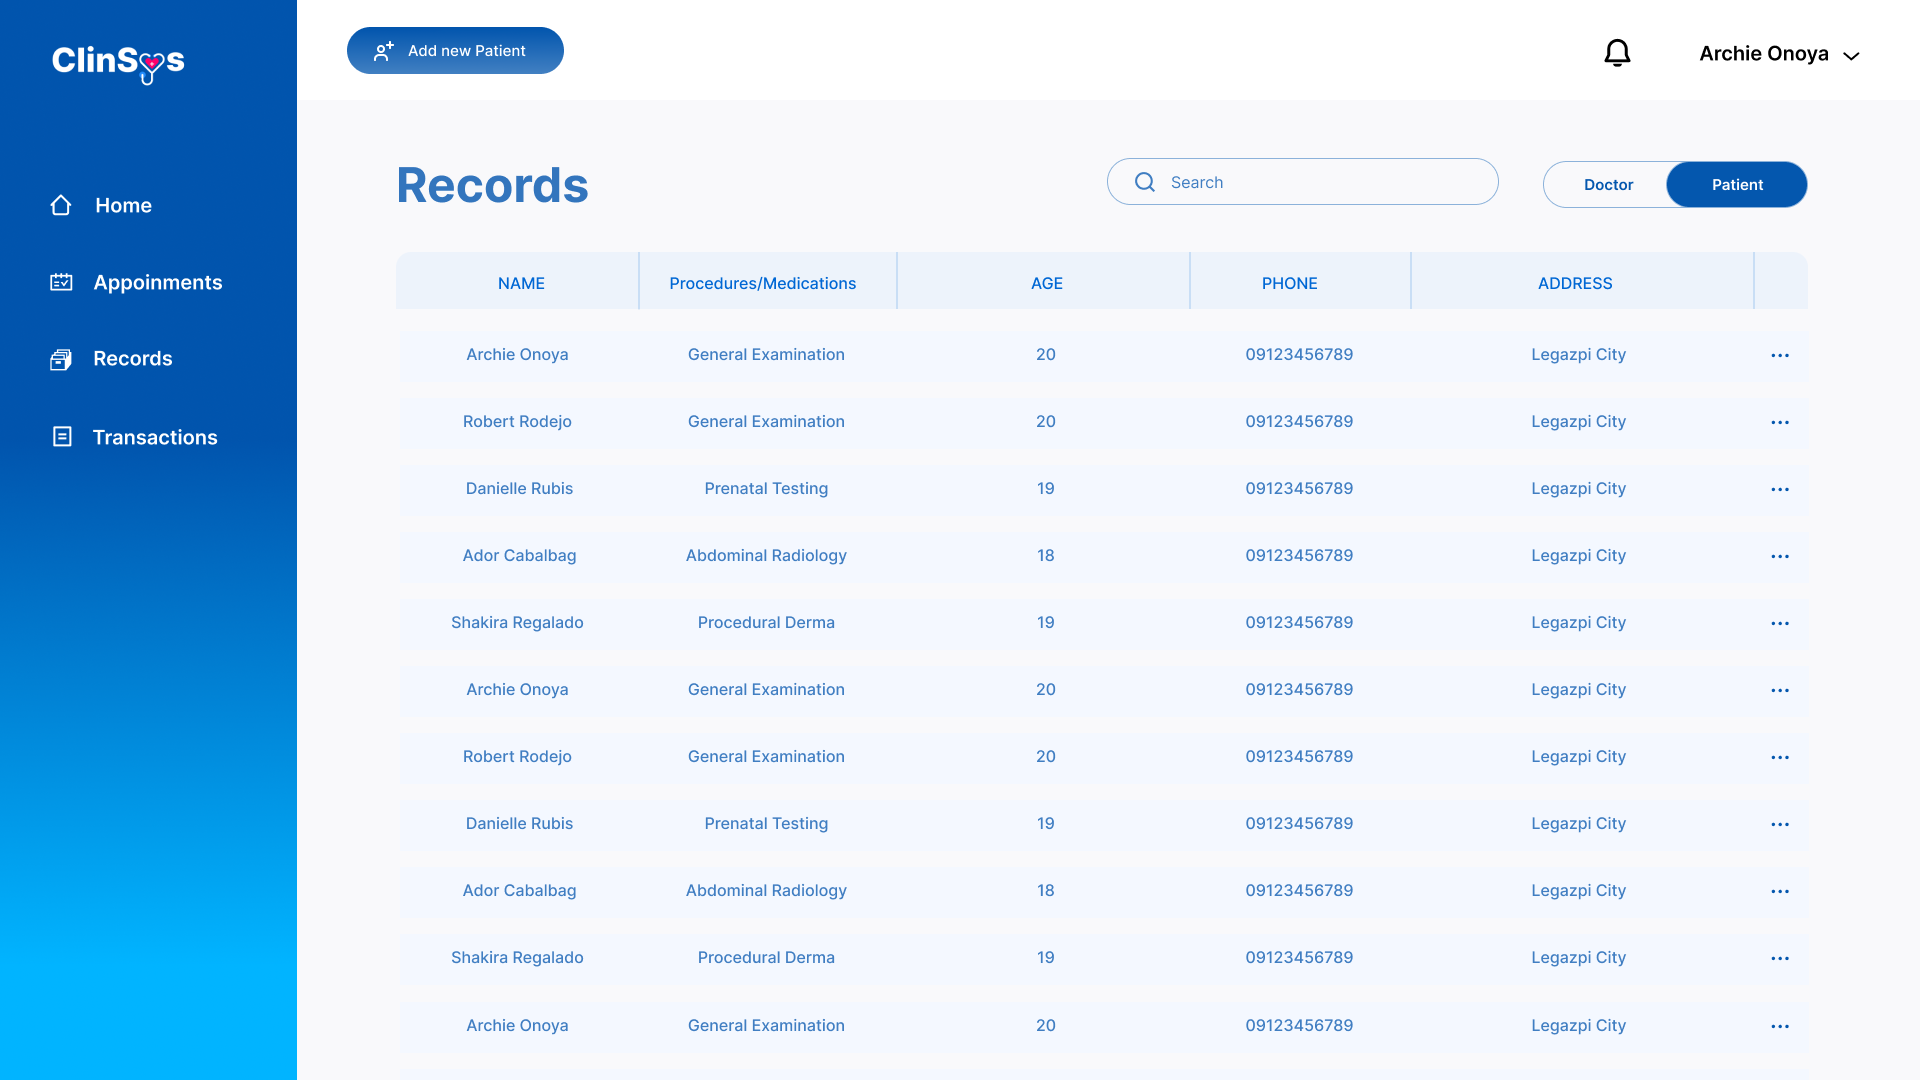 ClinSys
Add new Patient
Archie Onoya
Home
Appoinments
Records
Transactions
Records
Search
Doctor Patient
NAME Procedures/Medications AGE PHONE ADDRESS
Archie Onoya General Examination 20 09123456789 Legazpi City ...
Robert Rodejo General Examination 20 09123456789 Legazpi City ...
Danielle Rubis Prenatal Testing 19 09123456789 Legazpi City ...
Ador Cabalbag Abdominal Radiology 18 09123456789 Legazpi City ...
Shakira Regalado Procedural Derma 19 09123456789 Legazpi City ...
Archie Onoya General Examination 20 09123456789 Legazpi City ...
Robert Rodejo General Examination 20 09123456789 Legazpi City ...
Danielle Rubis Prenatal Testing 19 09123456789 Legazpi City ...
Ador Cabalbag Abdominal Radiology 18 09123456789 Legazpi City ...
Shakira Regalado Procedural Derma 19 09123456789 Legazpi City ...
Archie Onoya General Examination 20 09123456789 Legazpi City ...